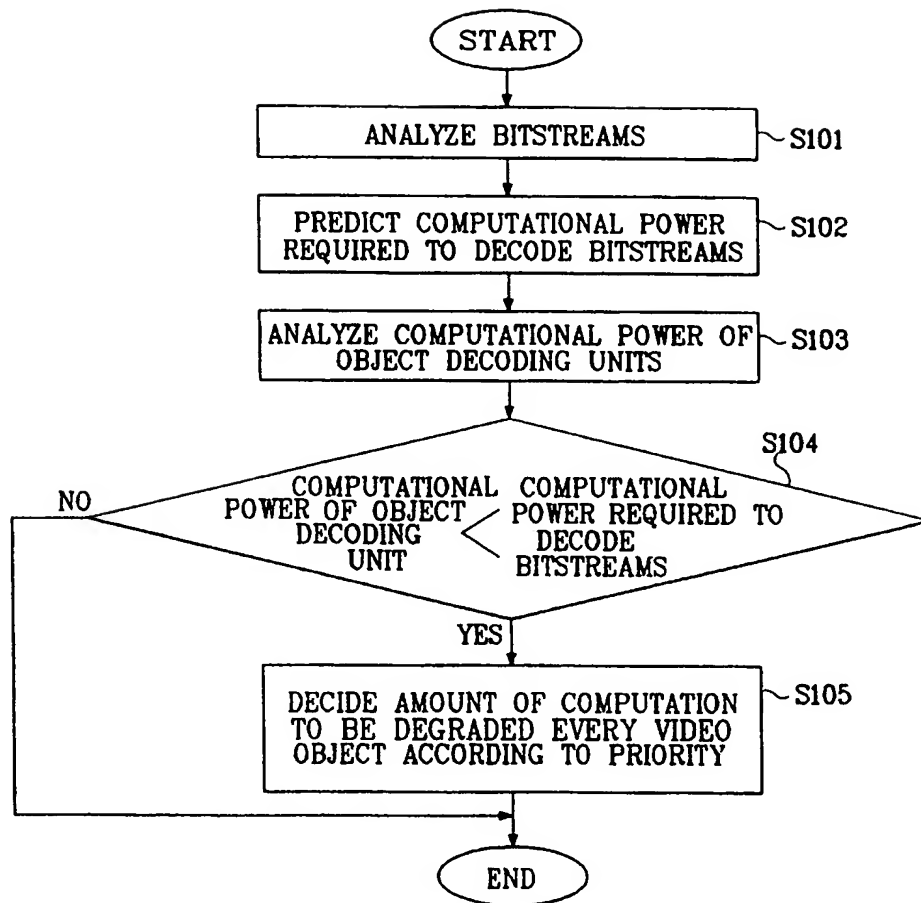 START
ANALYZE BITSTREAMS
S101
PREDICT COMPUTATIONAL POWER
REQUIRED TO DECODE BITSTREAMS
S102
ANALYZE COMPUTATIONAL POWER OF
OBJECT DECODING UNITS
S103
S104
NO
COMPUTATIONAL
POWER OF OBJECT
DECODING
UNIT
<
COMPUTATIONAL
POWER REQUIRED TO
DECODE
BITSTREAMS
YES
DECIDE AMOUNT OF COMPUTATION
TO BE DEGRADED EVERY VIDEO
OBJECT ACCORDING TO PRIORITY
S105
END